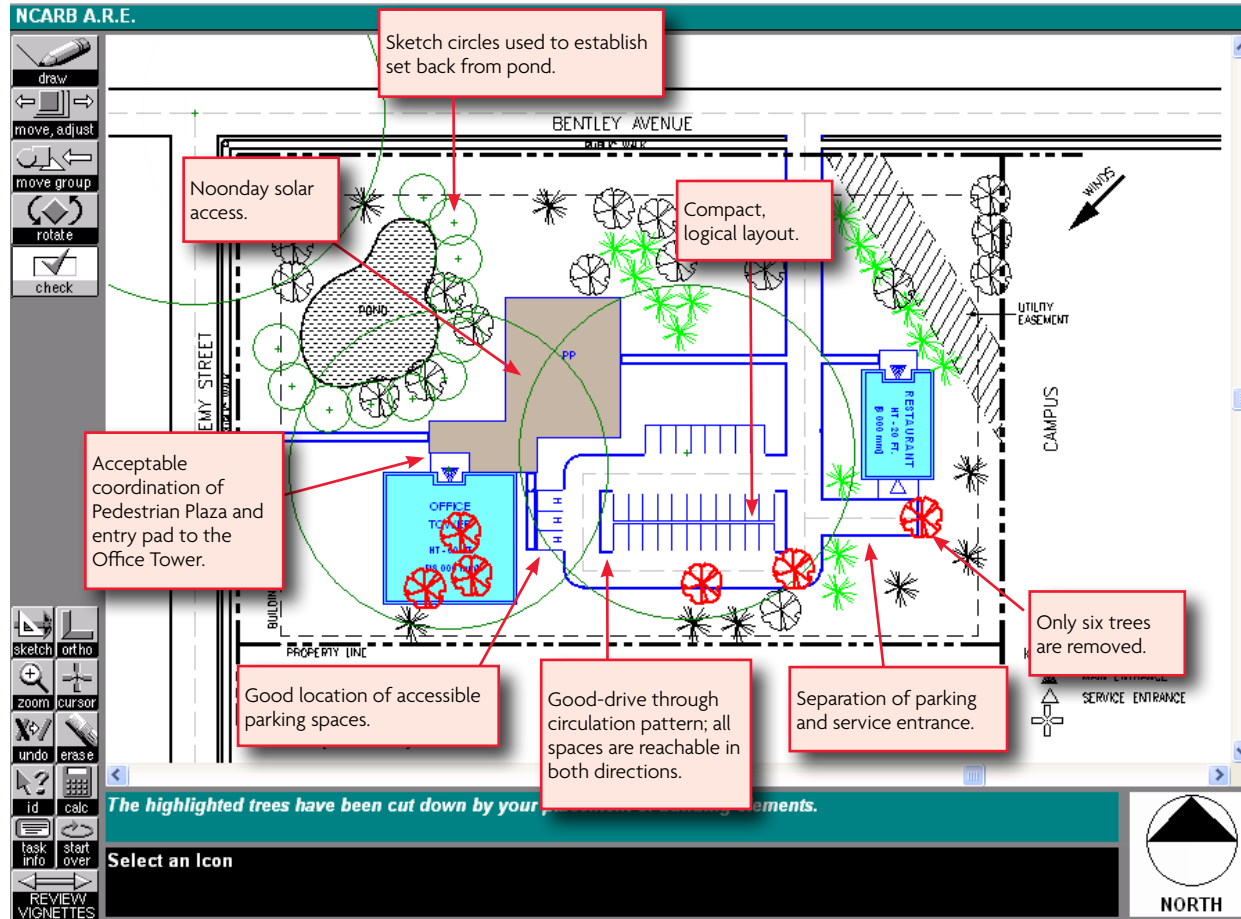 NCARB A.R.E.
draw
move, adjust
move group
rotate
check
sketch
ortho
zoom
cursor
undo
erase
id
calc
task
info
start
over
REVIEW
VIGNETTES
Sketch circles used to establish
set back from pond.
BENTLEY AVENUE
PUBLIC WALK
Noonday solar
access.
Compact,
logical layout.
WINDS
POND
PP
UTILITY
EASEMENT
CAMPUS
EMY STREET
RESTAURANT
HT - 20 FT.
Acceptable
coordination of
Pedestrian Plaza and
entry pad to the
Office Tower.
OFFICE
TOWER
H
H
H
BUILDING
PROPERTY LINE
Only six trees
are removed.
Good location of accessible
parking spaces.
Good-drive through
circulation pattern; all
spaces are reachable in
both directions.
Separation of parking
and service entrance.
MAIN ENTRANCE
SERVICE ENTRANCE
The highlighted trees have been cut down by your
Select an Icon
NORTH